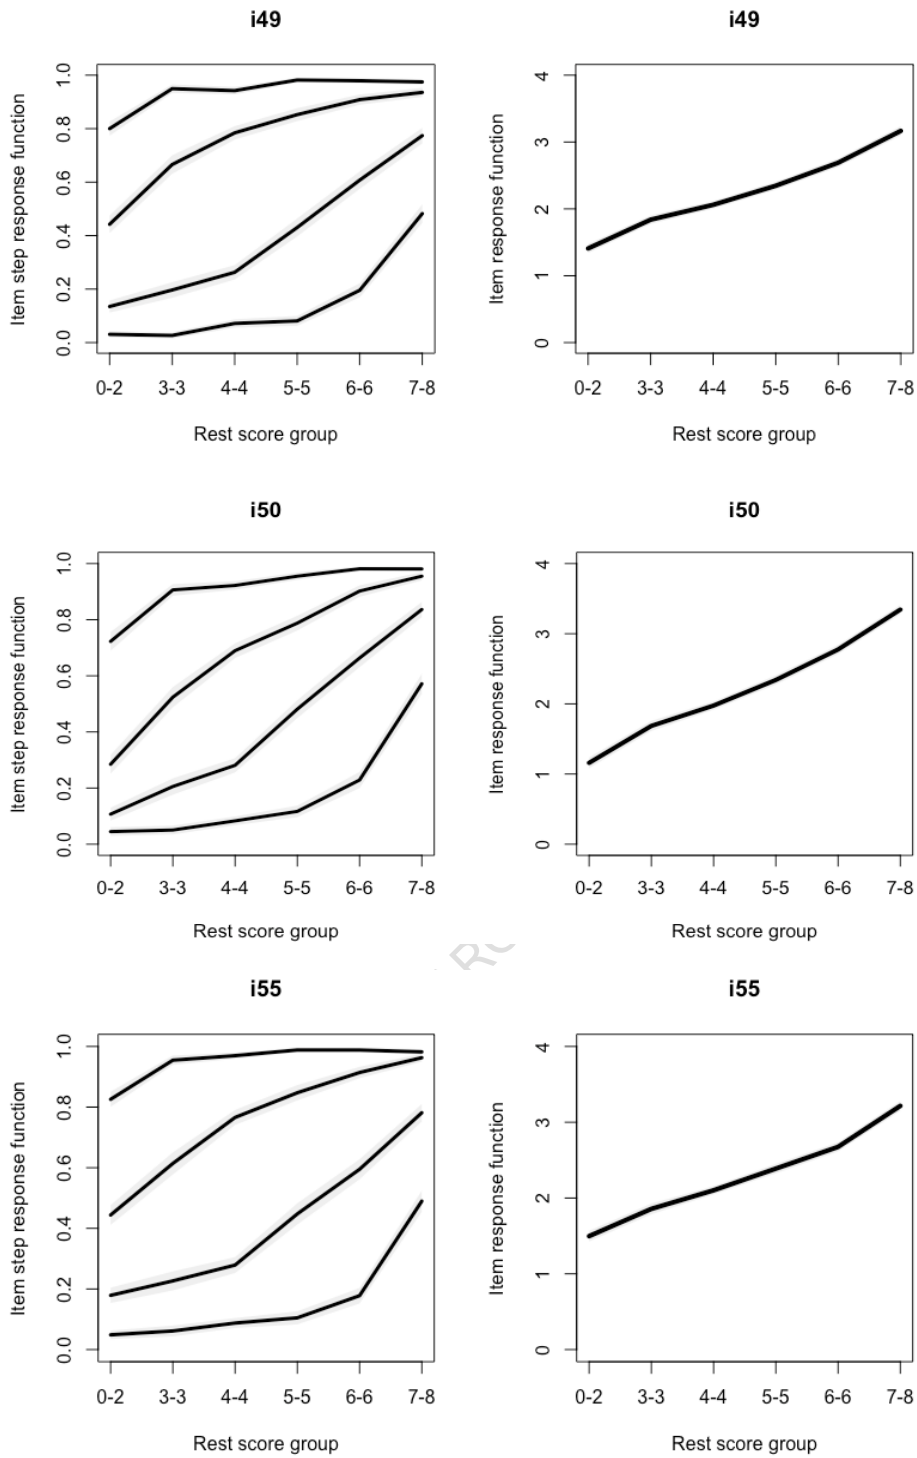 i49 i49
Item step response function
0.0 0.2 0.4 0.6 0.8 1.0
0-2 3-3 4-4 5-5 6-6 7-8
Rest score group
Item response function
0 1 2 3 4
0-2 3-3 4-4 5-5 6-6 7-8
Rest score group
i50 i50
Item step response function
0.0 0.2 0.4 0.6 0.8 1.0
0-2 3-3 4-4 5-5 6-6 7-8
Rest score group
Item response function
0 1 2 3 4
0-2 3-3 4-4 5-5 6-6 7-8
Rest score group
i55 i55
Item step response function
0.0 0.2 0.4 0.6 0.8 1.0
0-2 3-3 4-4 5-5 6-6 7-8
Rest score group
Item response function
0 1 2 3 4
0-2 3-3 4-4 5-5 6-6 7-8
Rest score group